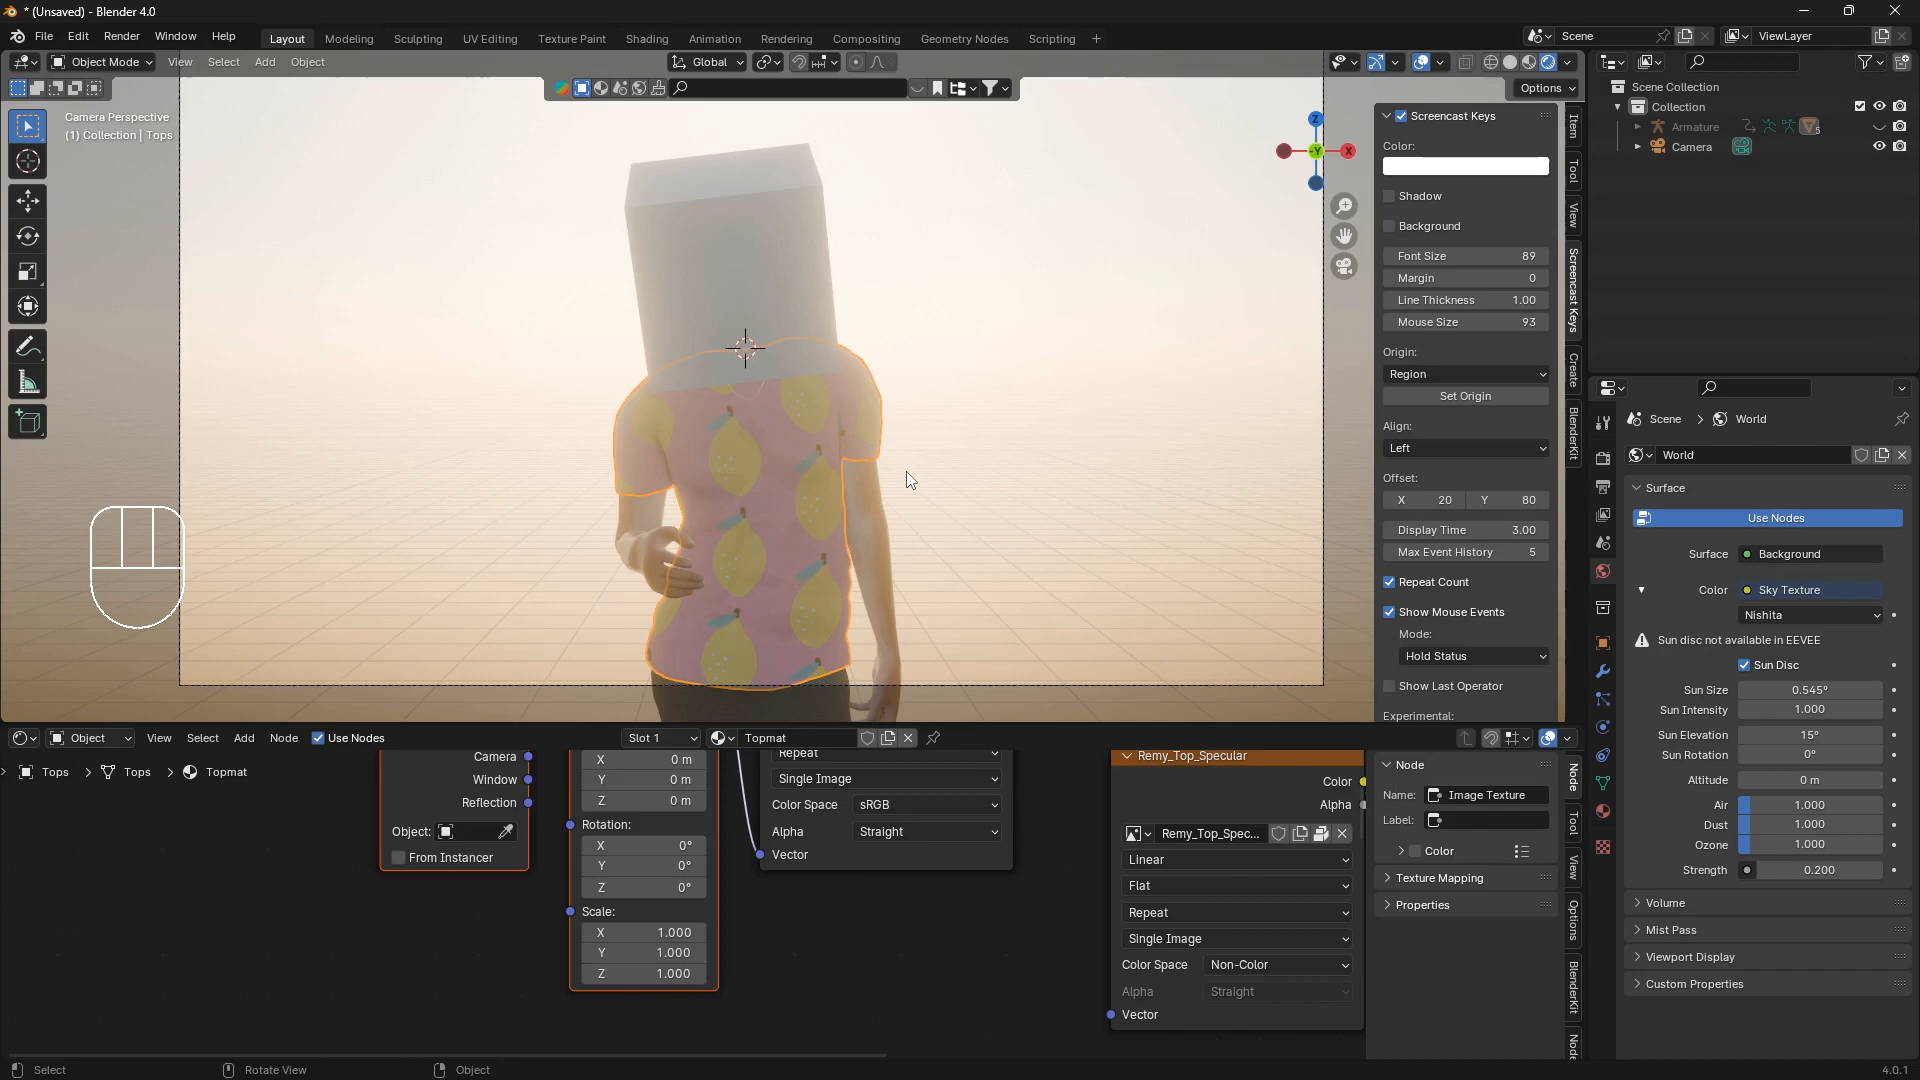 * (Unsaved) - Blender 4.0
File Edit Render Window Help
Layout Modeling Sculpting UV Editing Texture Paint Shading Animation Rendering Compositing Geometry Nodes Scripting +
Scene
ViewLayer
Object Mode View Select Add Object
Global
Options
Camera Perspective
(1) Collection | Tops
Z
-Y
X
Screencast Keys
Color:
Shadow
Background
Font Size 89
Margin 0
Line Thickness 1.00
Mouse Size 93
Origin:
Region
Set Origin
Align:
Left
Offset:
X 20 Y 80
Display Time 3.00
Max Event History 5
Repeat Count
Show Mouse Events
Mode:
Hold Status
Show Last Operator
Experimental:
Item
Tool
View
Screencast Keys
Create
BlenderKit
Scene Collection
Collection
Armature 5
Camera
Scene > World
World
Surface
Use Nodes
Surface Background
Color Sky Texture
Nishita
Sun disc not available in EEVEE
Sun Disc
Sun Size 0.545°
Sun Intensity 1.000
Sun Elevation 15°
Sun Rotation 0°
Altitude 0 m
Air 1.000
Dust 1.000
Ozone 1.000
Strength 0.200
Volume
Mist Pass
Viewport Display
Custom Properties
Object View Select Add Node Use Nodes
Slot 1
Topmat
Tops > Tops > Topmat
Camera
Window
Reflection
Object:
From Instancer
X 0 m
Y 0 m
Z 0 m
Rotation:
X 0°
Y 0°
Z 0°
Scale:
X 1.000
Y 1.000
Z 1.000
Repeat
Single Image
Color Space sRGB
Alpha Straight
Vector
Remy_Top_Specular
Color
Alpha
Remy_Top_Spec...
Linear
Flat
Repeat
Single Image
Color Space Non-Color
Alpha Straight
Vector
Node
Name: Image Texture
Label:
Color
Texture Mapping
Properties
Node
Tool
View
Options
BlenderKit
Node
Select
Rotate View
Object
4.0.1